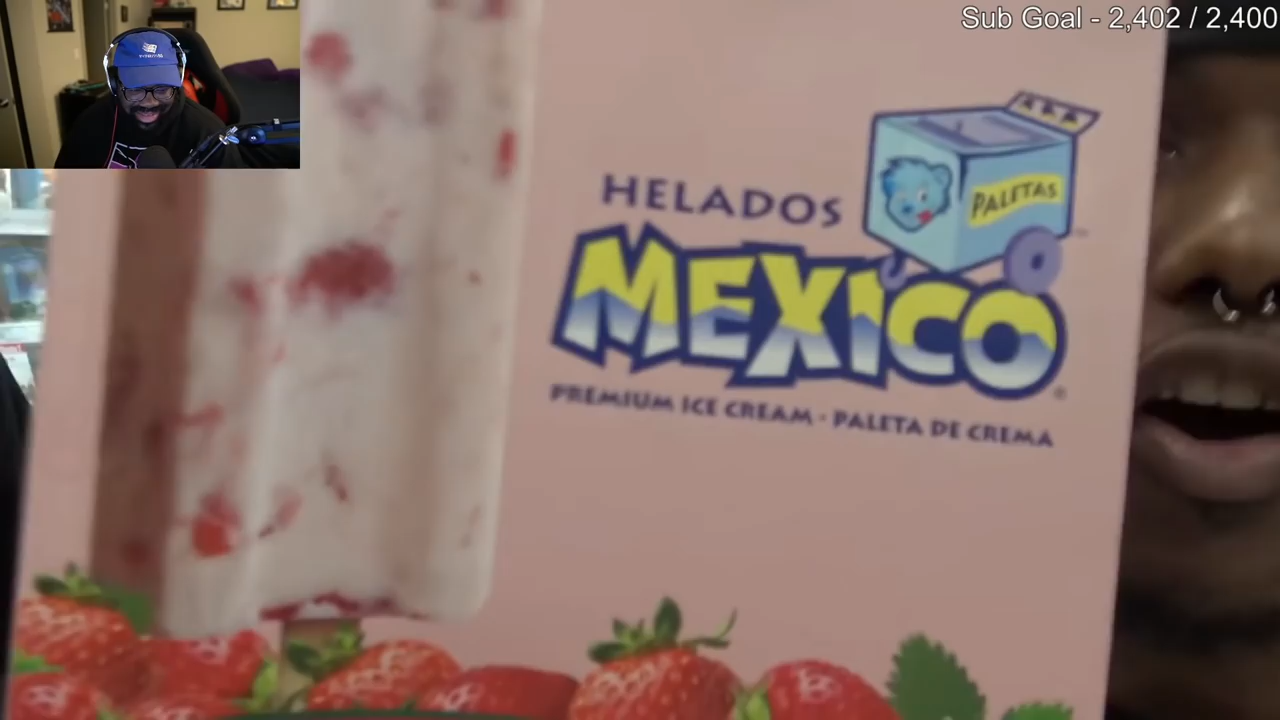 Sub Goal - 2,402 / 2,400
PALETAS
HELADOS
MEXICO
PREMIUM ICE CREAM · PALETA DE CREMA